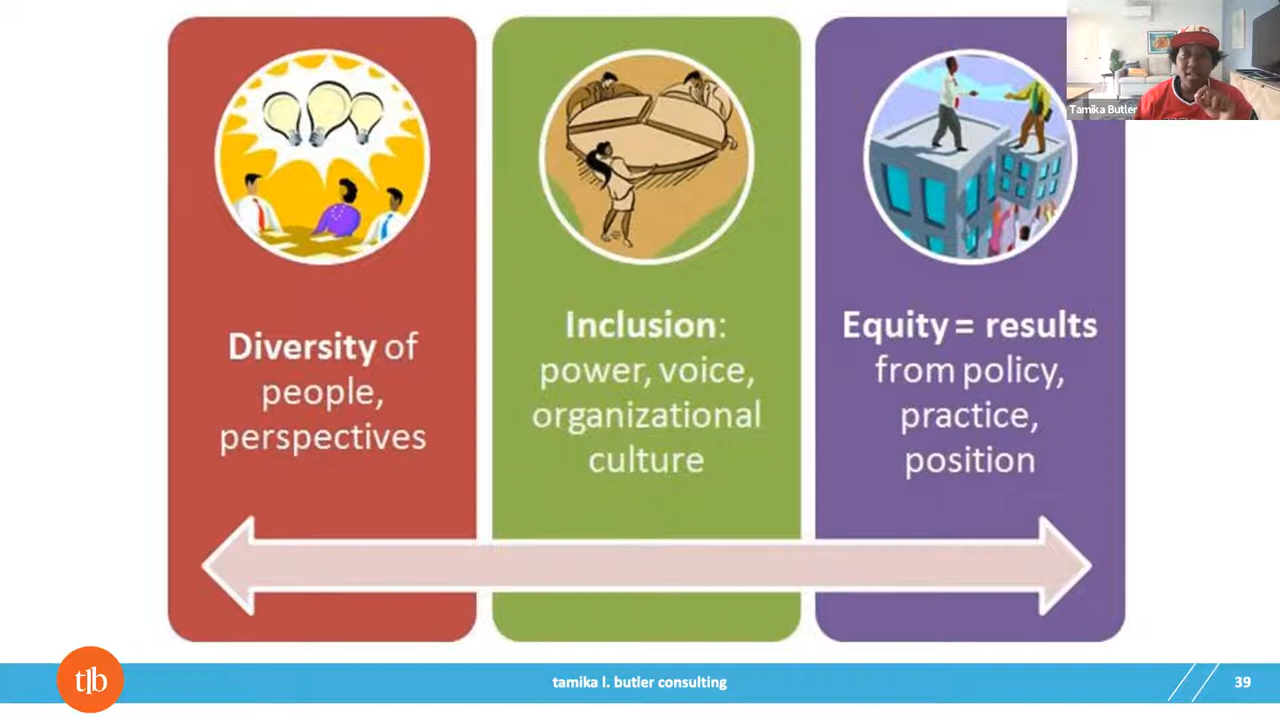 Tamika Butler
Diversity of
people,
perspectives
Inclusion:
power, voice,
organizational
culture
Equity = results
from policy,
practice,
position
tlb
tamika l. butler consulting
39